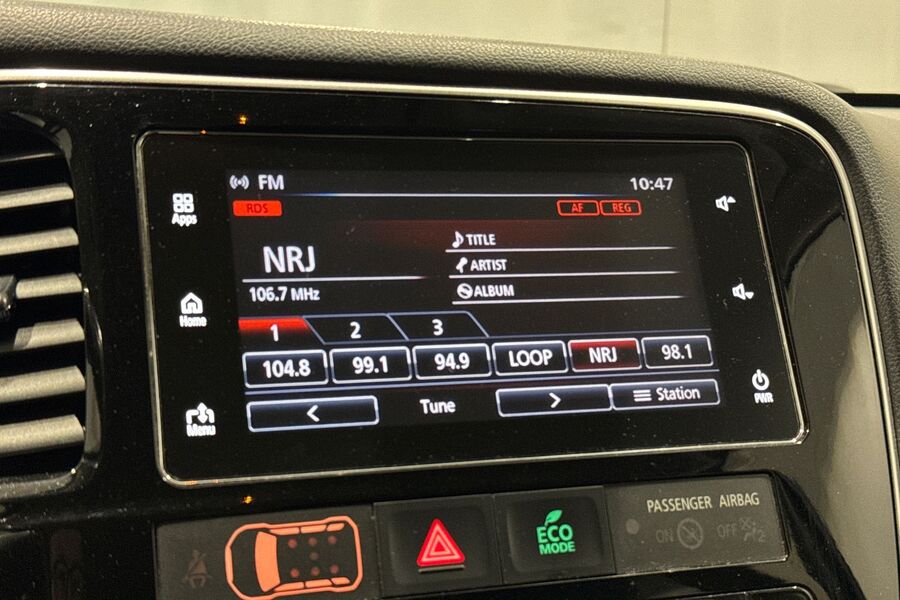 FM 10:47
RDS AF REG
Apps
NRJ
TITLE
ARTIST
106.7 MHz
ALBUM
Home
1 2 3
104.8 99.1 94.9 LOOP NRJ 98.1
< Tune > Station
Menu
PWR
PASSENGER AIRBAG
ON OFF
ECO
MODE